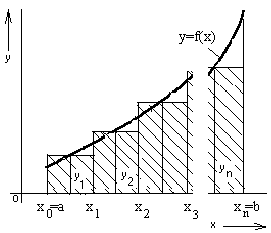 y=f(x)
y
y₁
y₂
yₙ
0
x₀=a
x₁
x₂
x₃
xₙ=b
x